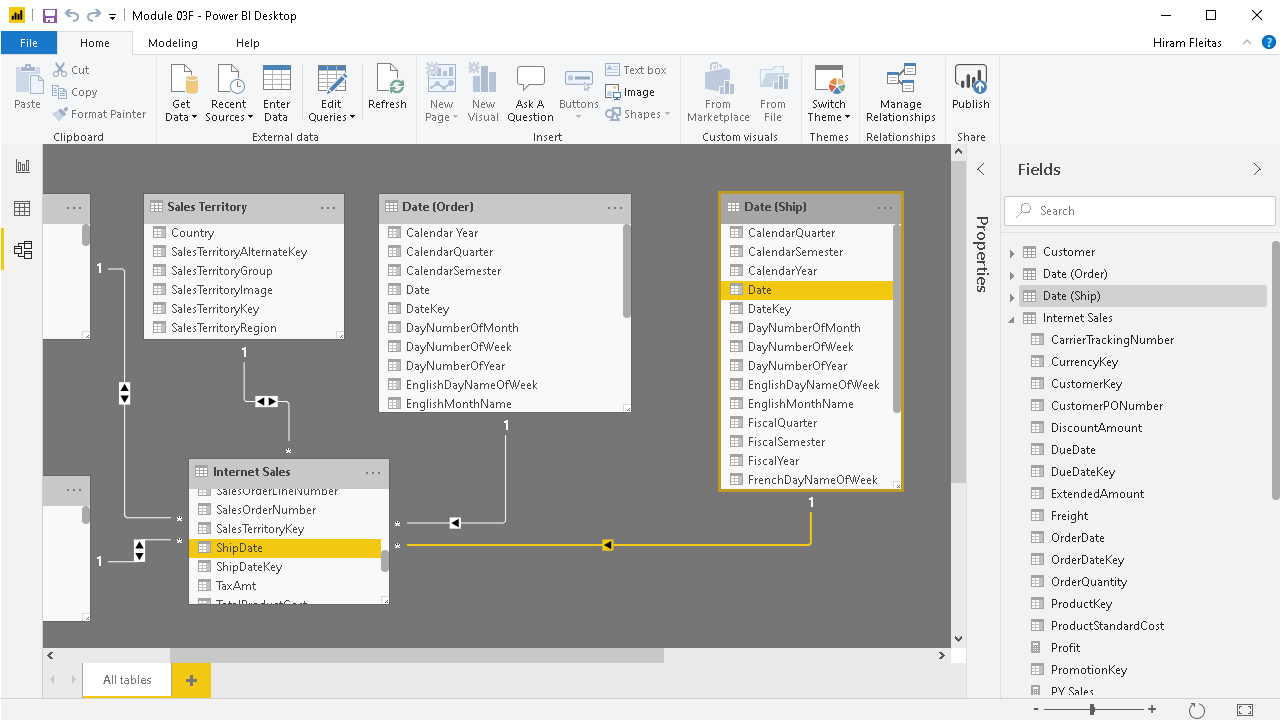 Module 03F - Power BI Desktop
File Home Modeling Help Hiram Fleitas
Paste
Cut
Copy
Format Painter
Clipboard
Get Data
Recent Sources
Enter Data
Edit Queries
Refresh
External data
New Page
New Visual
Ask A Question
Buttons
Text box
Image
Shapes
Insert
From Marketplace
From File
Custom visuals
Switch Theme
Themes
Manage Relationships
Relationships
Publish
Share
Sales Territory
Country
SalesTerritoryAlternateKey
SalesTerritoryGroup
SalesTerritoryImage
SalesTerritoryKey
SalesTerritoryRegion
Date (Order)
Calendar Year
CalendarQuarter
CalendarSemester
Date
DateKey
DayNumberOfMonth
DayNumberOfWeek
DayNumberOfYear
EnglishDayNameOfWeek
EnglishMonthName
Date (Ship)
CalendarQuarter
CalendarSemester
CalendarYear
Date
DateKey
DayNumberOfMonth
DayNumberOfWeek
DayNumberOfYear
EnglishDayNameOfWeek
EnglishMonthName
FiscalQuarter
FiscalSemester
FiscalYear
FrenchDayNameOfWeek
1
1
1
1
1
*
*
*
*
*
Internet Sales
SalesOrderLineNumber
SalesOrderNumber
SalesTerritoryKey
ShipDate
ShipDateKey
TaxAmt
TotalProductCost
All tables
Properties
Fields
Search
Customer
Date (Order)
Date (Ship)
Internet Sales
CarrierTrackingNumber
CurrencyKey
CustomerKey
CustomerPONumber
DiscountAmount
DueDate
DueDateKey
ExtendedAmount
Freight
OrderDate
OrderDateKey
OrderQuantity
ProductKey
ProductStandardCost
Profit
PromotionKey
PY Sales